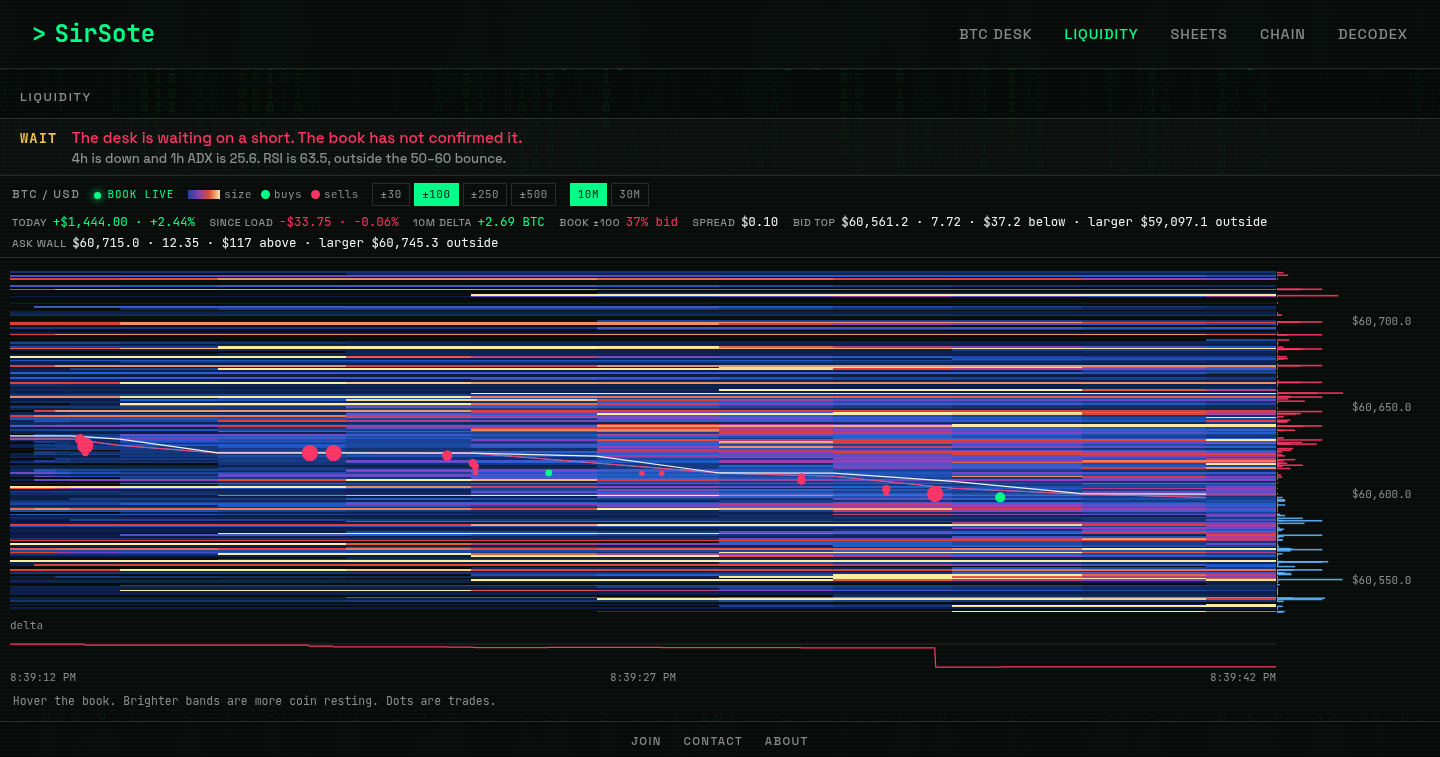 > SirSote
BTC DESK LIQUIDITY SHEETS CHAIN DECODEX
LIQUIDITY
WAIT The desk is waiting on a short. The book has not confirmed it.
4h is down and 1h ADX is 25.6. RSI is 63.5, outside the 50–60 bounce.
BTC / USD BOOK LIVE size buys sells ±30 ±100 ±250 ±500 10M 30M
TODAY +$1,444.00 · +2.44% SINCE LOAD -$33.75 · -0.06% 10M DELTA +2.69 BTC BOOK ±100 37% bid SPREAD $0.10 BID TOP $60,561.2 · 7.72 · $37.2 below · larger $59,097.1 outside
ASK WALL $60,715.0 · 12.35 · $117 above · larger $60,745.3 outside
$60,700.0
$60,650.0
$60,600.0
$60,550.0
delta
8:39:12 PM 8:39:27 PM 8:39:42 PM
Hover the book. Brighter bands are more coin resting. Dots are trades.
JOIN CONTACT ABOUT